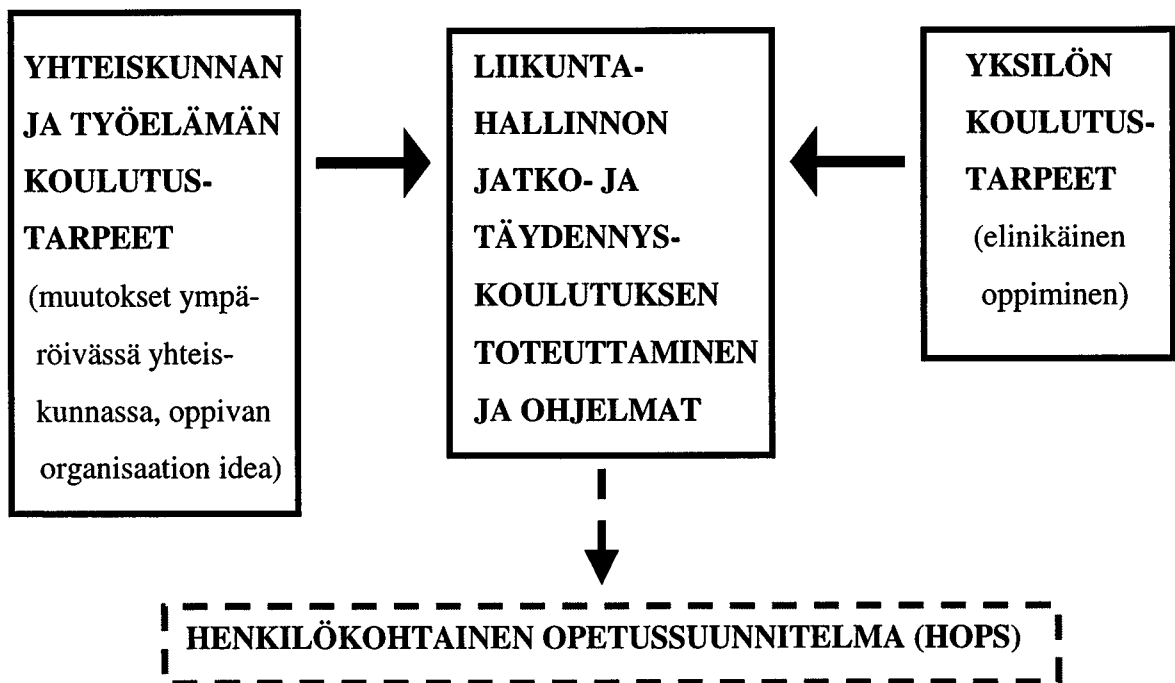 YHTEISKUNNAN
JA TYÖELÄMÄN
KOULUTUS-
TARPEET
(muutokset ympä-
röivässä yhteis-
kunnassa, oppivan
organisaation idea)
LIIKUNTA-
HALLINNON
JATKO- JA
TÄYDENNYS-
KOULUTUKSEN
TOTEUTTAMINEN
JA OHJELMAT
YKSILÖN
KOULUTUS-
TARPEET
(elinikäinen
oppiminen)
HENKILÖKOHTAINEN OPETUSSUUNNITELMA (HOPS)